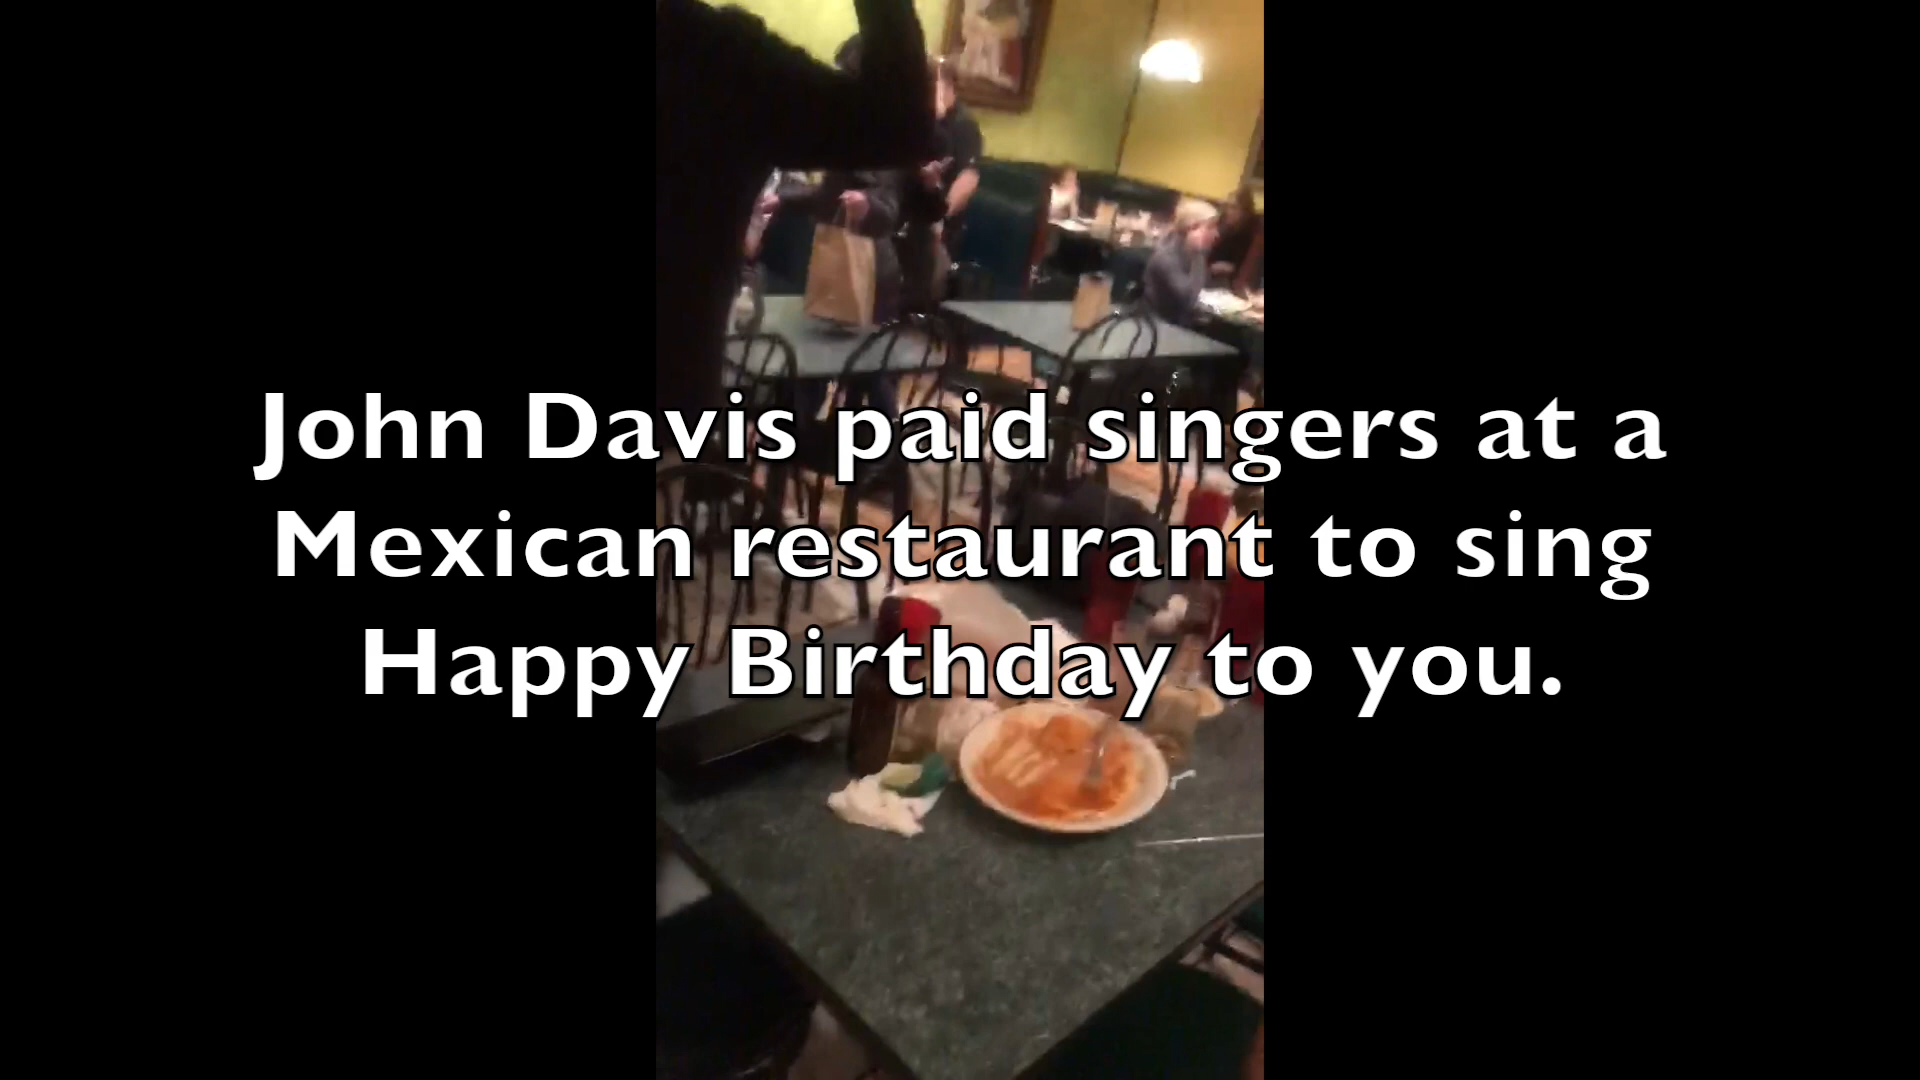 John Davis paid singers at a
Mexican restaurant to sing
Happy Birthday to you.